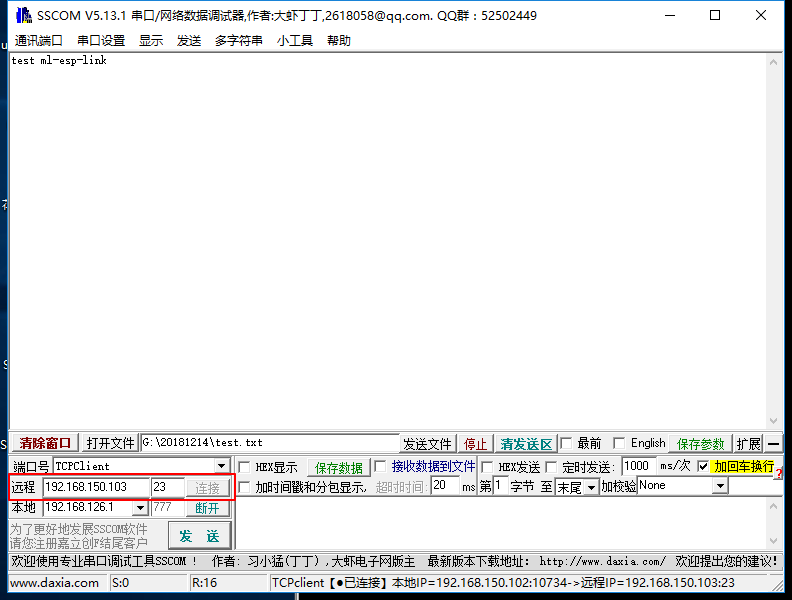 SSCOM V5.13.1 串口/网络数据调试器,作者:大虾丁丁,2618058@qq.com. QQ群：52502449
通讯端口 串口设置 显示 发送 多字符串 小工具 帮助
test ml-esp-link
清除窗口 打开文件 G:\20181214\test.txt 发送文件 停止 清发送区 最前 English 保存参数 扩展 —
端口号 TCPClient HEX显示 保存数据 接收数据到文件 HEX发送 定时发送: 1000 ms/次 加回车换行
远程 192.168.150.103 23 连接 加时间戳和分包显示, 超时时间: 20 ms 第 1 字节 至 末尾 加校验 None
本地 192.168.126.1 777 断开
为了更好地发展SSCOM软件
请您注册嘉立创F结尾客户
发 送
欢迎使用专业串口调试工具SSCOM ! 作者: 习小猛(丁丁),大虾电子网版主 最新版本下载地址: http://www.daxia.com/ 欢迎提出您的建议!
www.daxia.com S:0 R:16 TCPclient【●已连接】本地IP=192.168.150.102:10734->远程IP=192.168.150.103:23